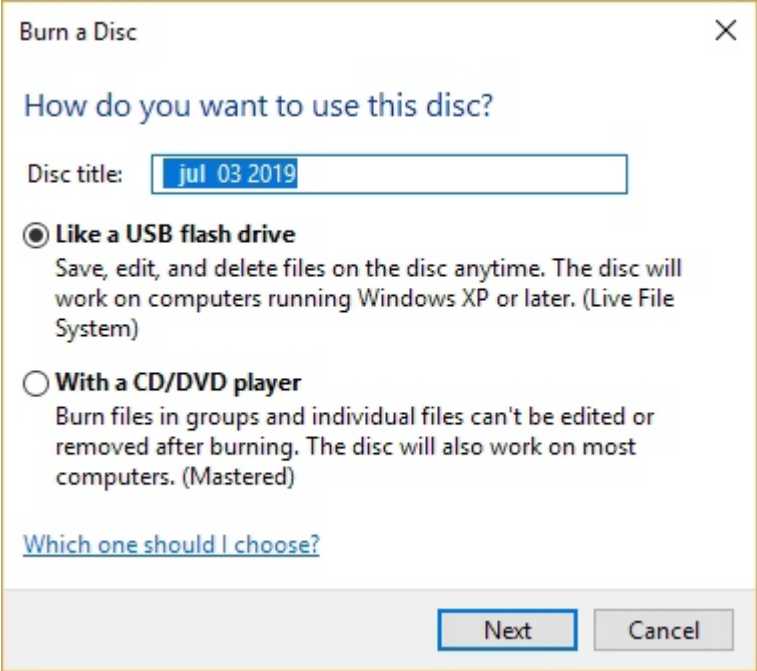 Burn a Disc
How do you want to use this disc?
Disc title: jul 03 2019
Like a USB flash drive
Save, edit, and delete files on the disc anytime. The disc will
work on computers running Windows XP or later. (Live File
System)
With a CD/DVD player
Burn files in groups and individual files can't be edited or
removed after burning. The disc will also work on most
computers. (Mastered)
Which one should I choose?
Next Cancel